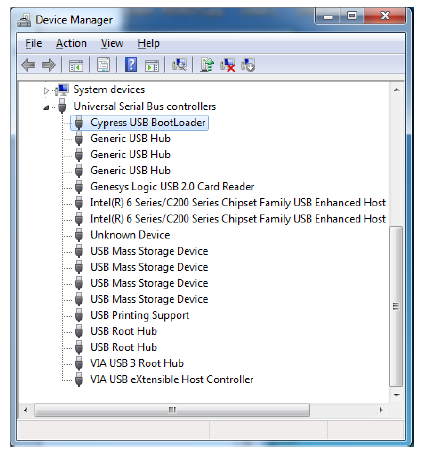 Device Manager
File Action View Help
System devices
Universal Serial Bus controllers
Cypress USB BootLoader
Generic USB Hub
Generic USB Hub
Generic USB Hub
Genesys Logic USB 2.0 Card Reader
Intel(R) 6 Series/C200 Series Chipset Family USB Enhanced Host
Intel(R) 6 Series/C200 Series Chipset Family USB Enhanced Host
Unknown Device
USB Mass Storage Device
USB Mass Storage Device
USB Mass Storage Device
USB Mass Storage Device
USB Printing Support
USB Root Hub
USB Root Hub
VIA USB 3 Root Hub
VIA USB eXtensible Host Controller